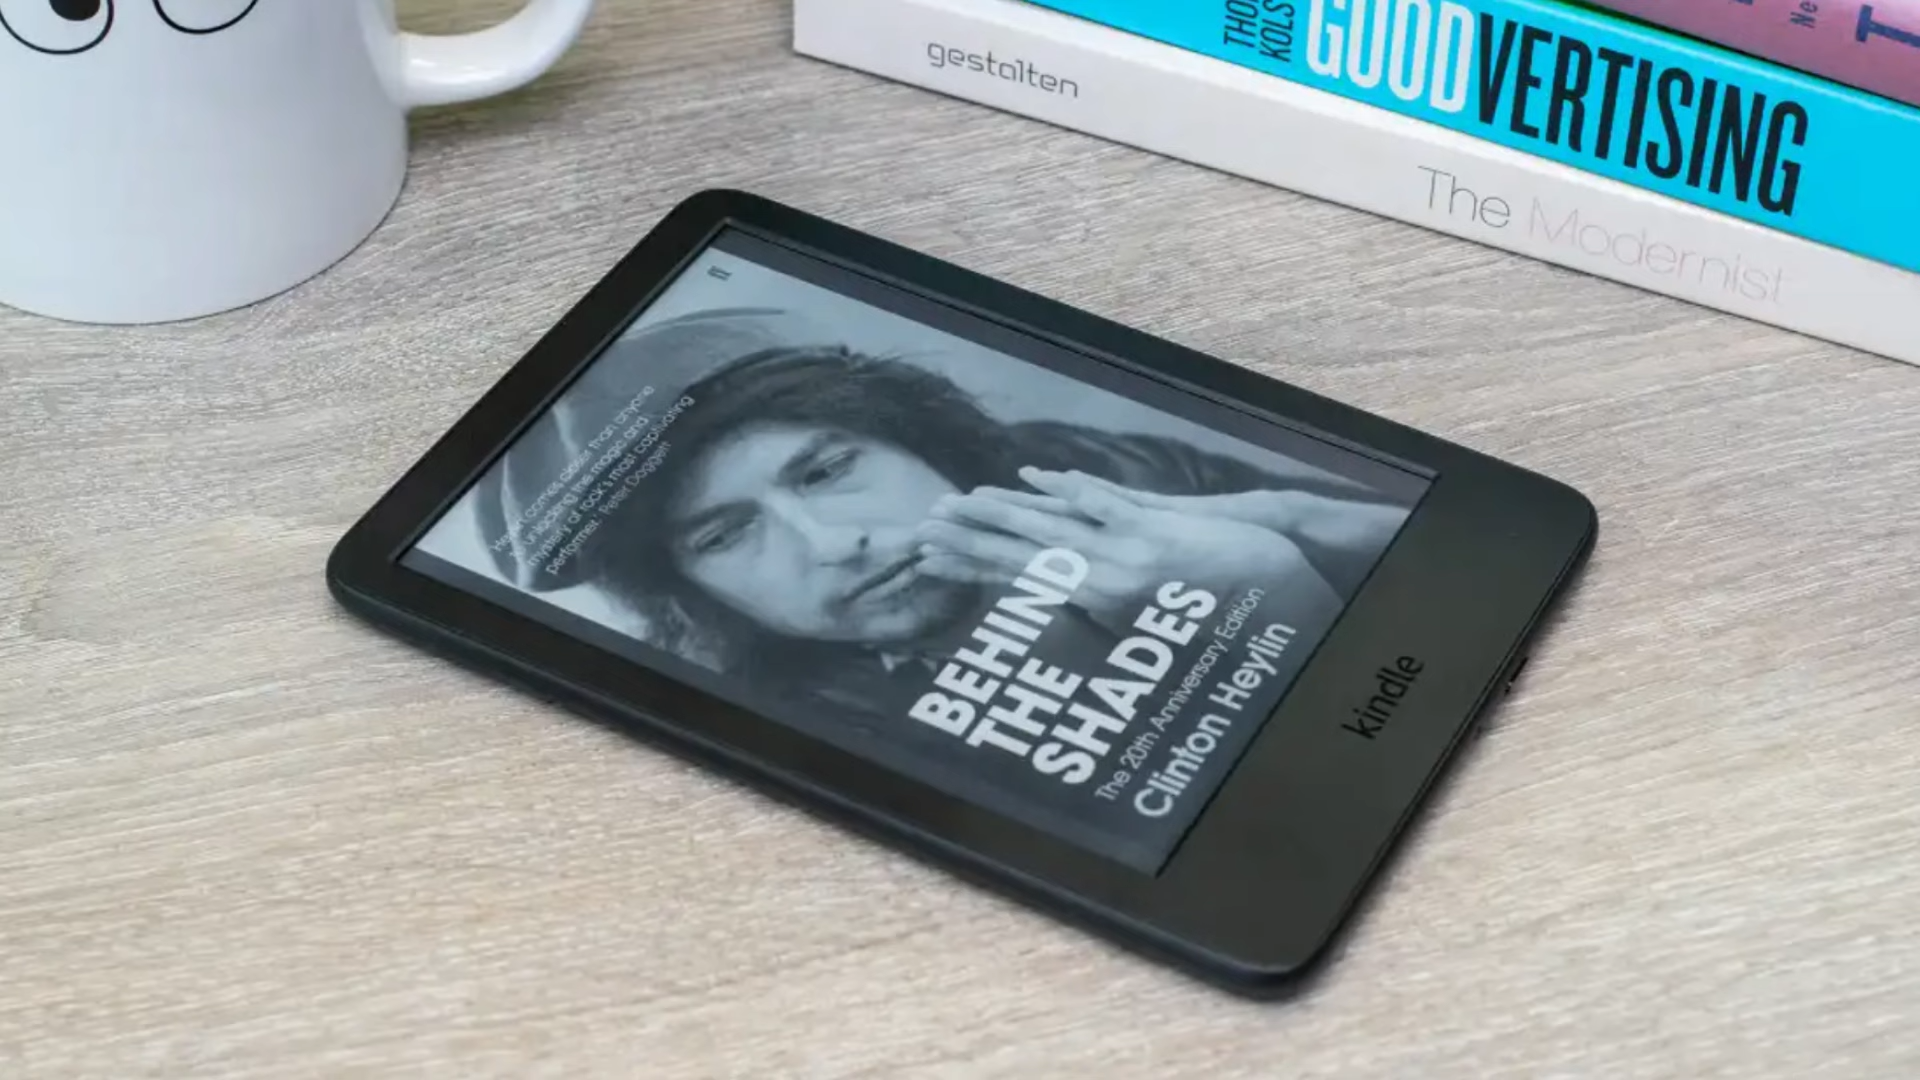 gestalten
The Modernist
GOODVERTISING
comes closer than anyone
to unlocking the magic and
mystery of rock's most captivating
performer.' Peter Doggett
BEHIND
THE
SHADES
The 20th Anniversary Edition
Clinton Heylin
kindle